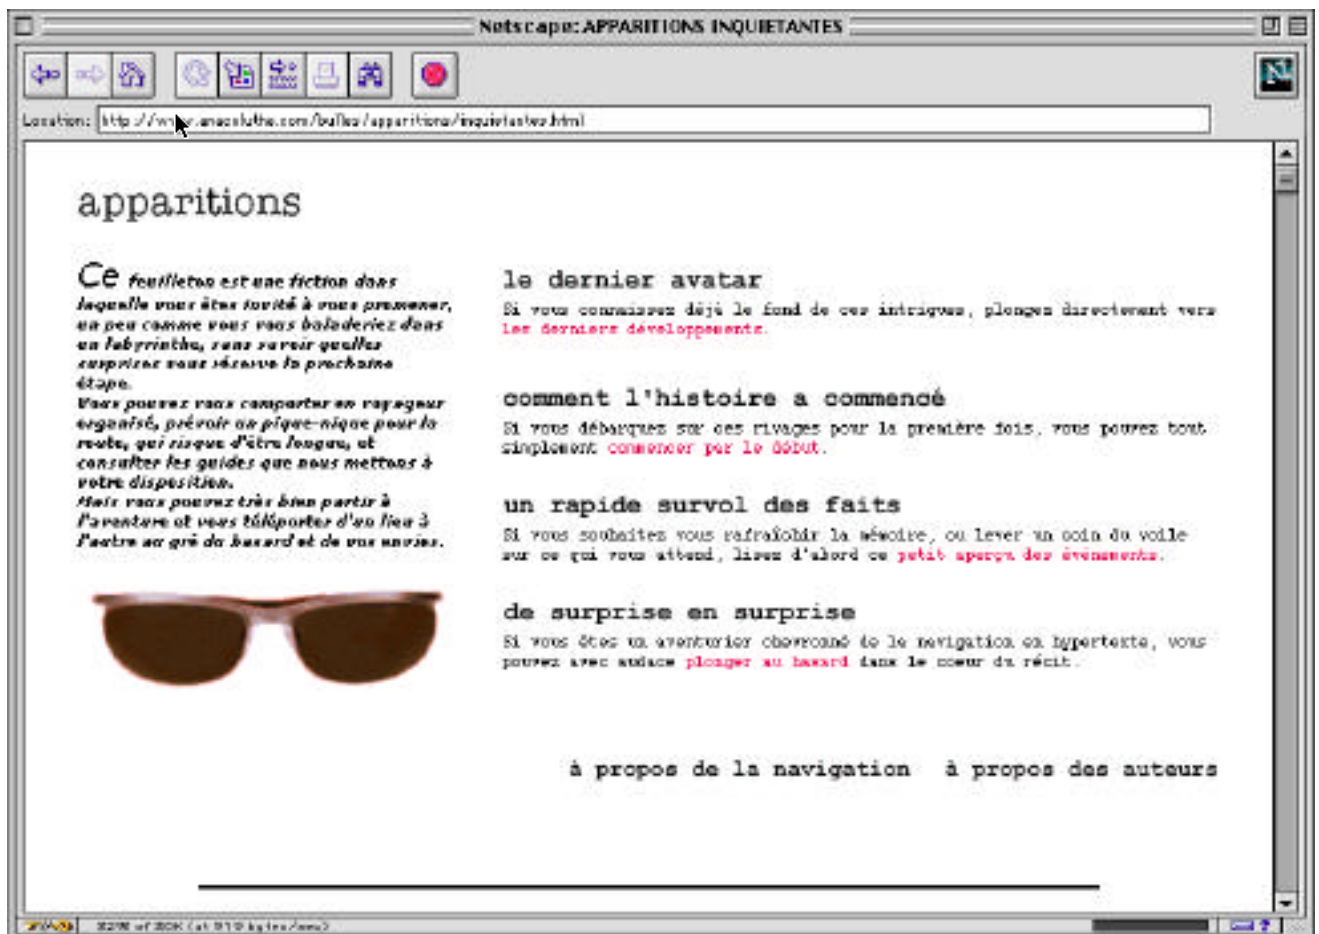 Netscape: APPARITIONS INQUIETANTES
Location: http://www.anacoluthe.com/bulles/apparitions/inquietantes.html
apparitions
Ce feuilleton est une fiction dans
laquelle vous êtes invité à vous promener,
un peu comme vous vous baladeriez dans
un labyrinthe, sans savoir quelles
surprises vous réserve la prochaine
étape.
Vous pouvez vous comporter en voyageur
organisé, prévoir un pique-nique pour la
route, qui risque d'être longue, et
consulter les guides que nous mettons à
votre disposition.
Mais vous pouvez très bien partir à
l'aventure et vous téléporter d'un lieu à
l'autre au gré du hasard et de vos envies.
le dernier avatar
Si vous connaissez déjà le fond de ces intrigues, plongez directement vers
les derniers développements.
comment l'histoire a commencé
Si vous débarquez sur ces rivages pour la première fois, vous pouvez tout
simplement commencer par le début.
un rapide survol des faits
Si vous souhaitez vous rafraîchir la mémoire, ou lever un coin du voile
sur ce qui vous attend, lisez d'abord ce petit aperçu des événements.
de surprise en surprise
Si vous êtes un aventurier chevronné de la navigation en hypertexte, vous
pouvez avec audace plonger au hasard dans le coeur du récit.
à propos de la navigation à propos des auteurs